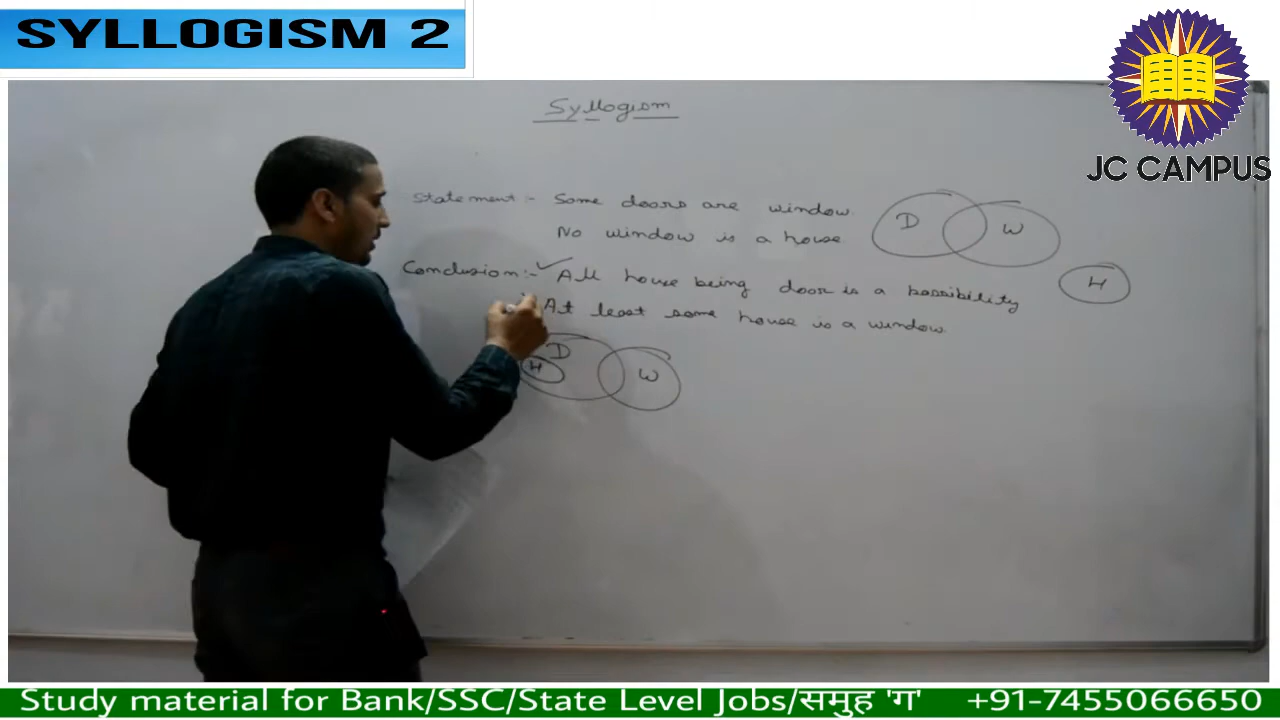 SYLLOGISM 2
JC CAMPUS
Syllogism
Statement :- Some doors are window.
No window is a house.
D W
H
Conclusion :- ✓ All house being door is a possibility
At least some house is a window.
D
H W
Study material for Bank/SSC/State Level Jobs/समुह 'ग' +91-7455066650